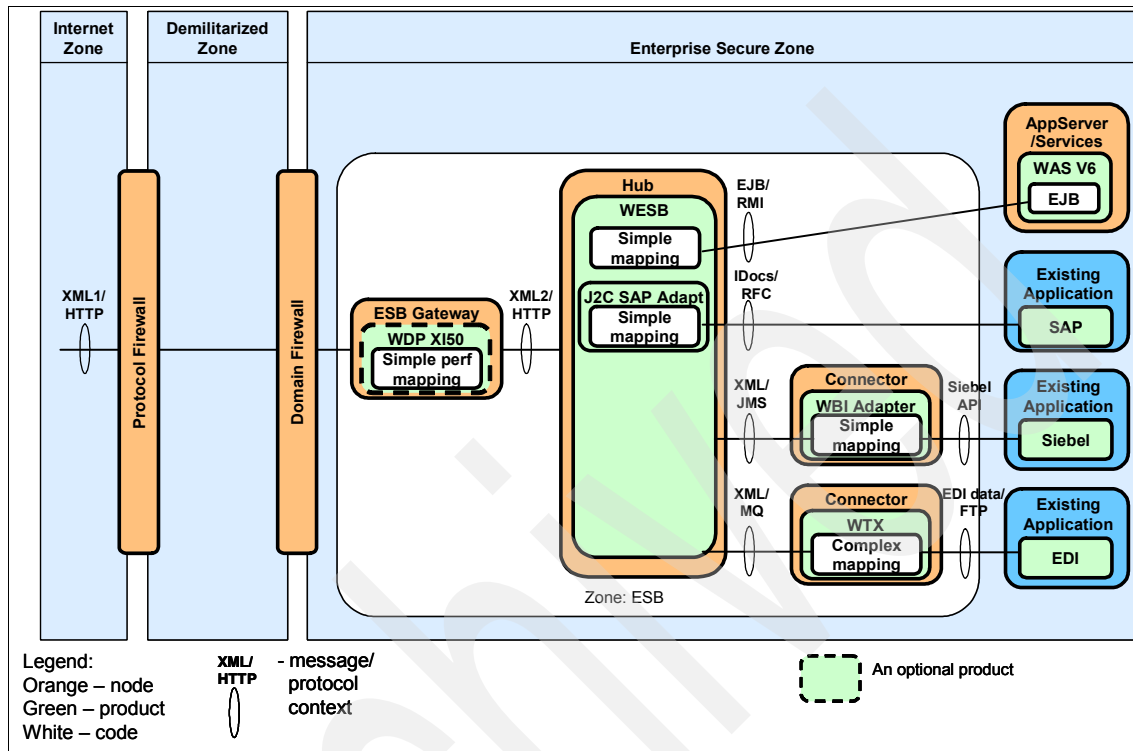 Internet
Zone
Demilitarized
Zone
Enterprise Secure Zone
XML1/
HTTP
Protocol Firewall
Domain Firewall
ESB Gateway
WDP XI50
Simple perf
mapping
XML2/
HTTP
Hub
WESB
Simple
mapping
J2C SAP Adapt
Simple
mapping
EJB/
RMI
IDocs/
RFC
XML/
JMS
XML/
MQ
Connector
WBI Adapter
Simple
mapping
Connector
WTX
Complex
mapping
Siebel
API
EDI data/
FTP
AppServer
/Services
WAS V6
EJB
Existing
Application
SAP
Existing
Application
Siebel
Existing
Application
EDI
Zone: ESB
Legend:
Orange – node
Green – product
White – code
XML/
HTTP
- message/
protocol
context
An optional product